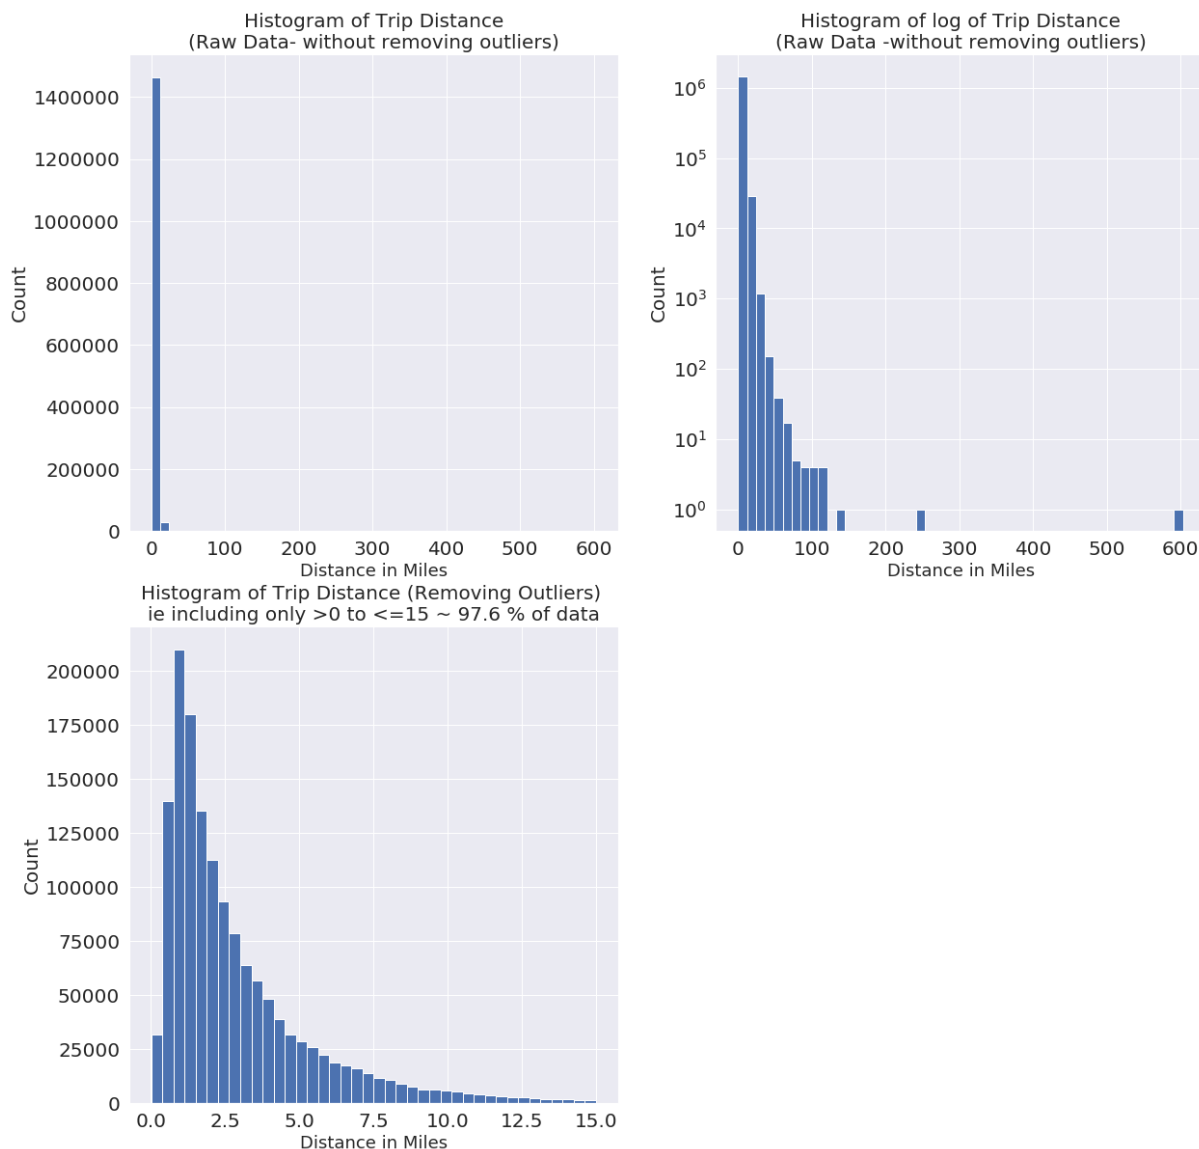 Histogram of Trip Distance
(Raw Data- without removing outliers)
Count
1400000
1200000
1000000
800000
600000
400000
200000
0
0 100 200 300 400 500 600
Distance in Miles
Histogram of log of Trip Distance
(Raw Data -without removing outliers)
Count
10⁶
10⁵
10⁴
10³
10²
10¹
10⁰
0 100 200 300 400 500 600
Distance in Miles
Histogram of Trip Distance (Removing Outliers)
ie including only >0 to <=15 ~ 97.6 % of data
Count
200000
175000
150000
125000
100000
75000
50000
25000
0
0.0 2.5 5.0 7.5 10.0 12.5 15.0
Distance in Miles